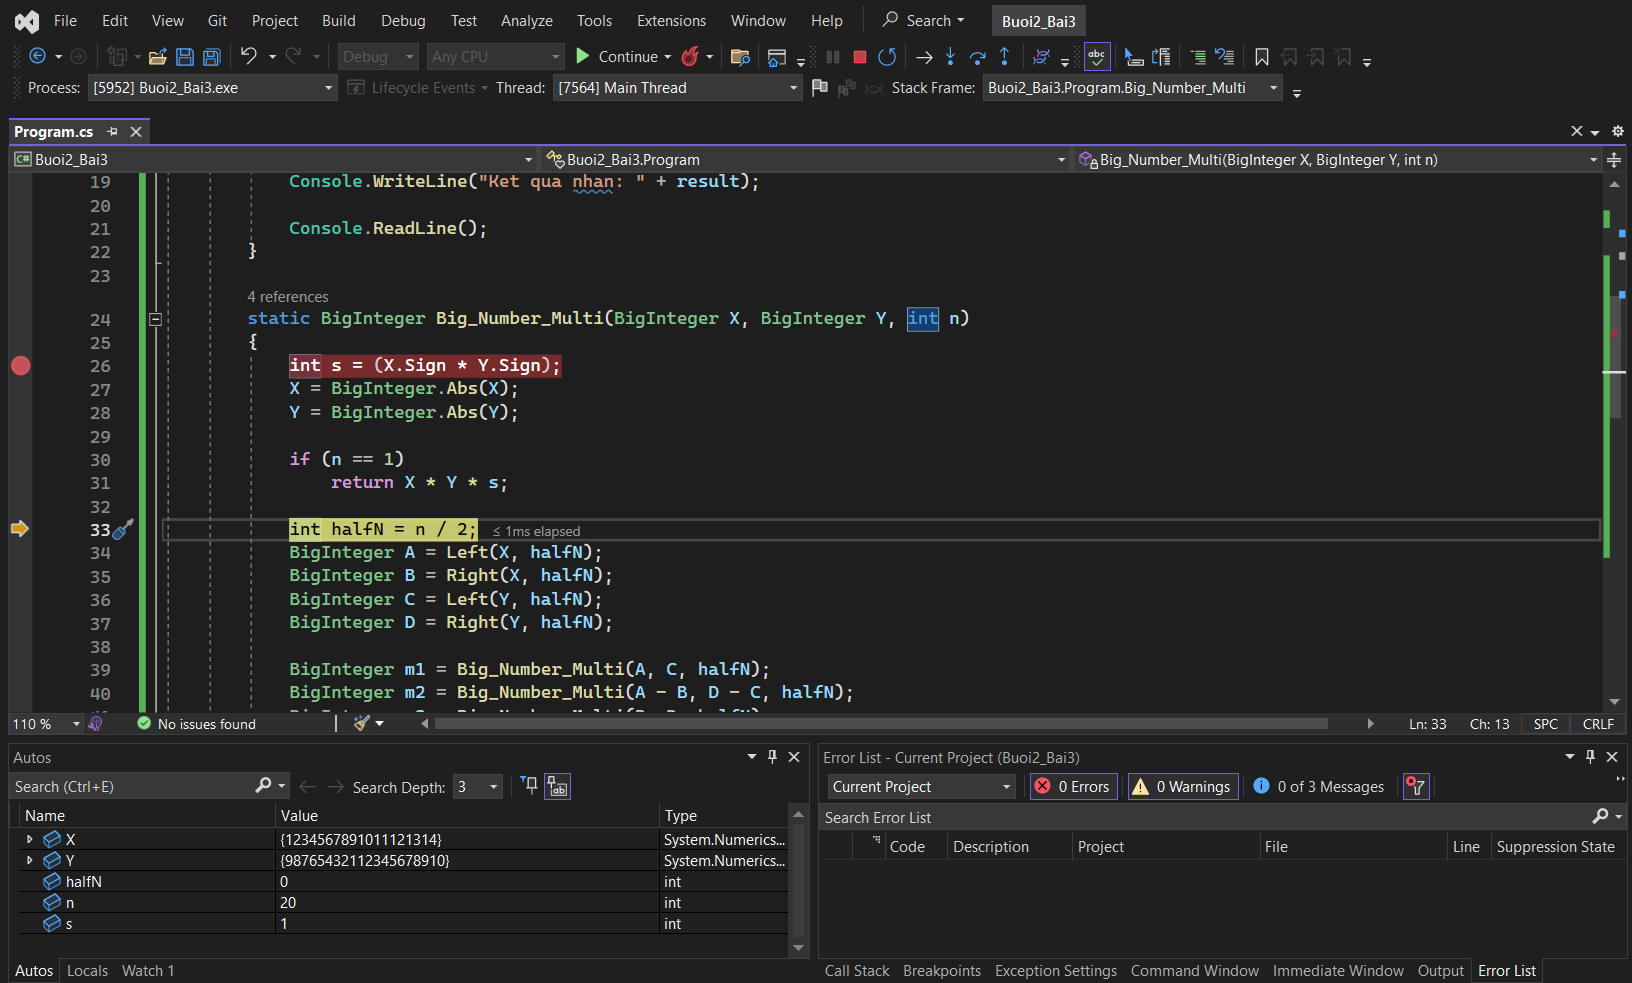 File Edit View Git Project Build Debug Test Analyze Tools Extensions Window Help Search Buoi2_Bai3
Debug Any CPU Continue abc
Process: [5952] Buoi2_Bai3.exe Lifecycle Events Thread: [7564] Main Thread Stack Frame: Buoi2_Bai3.Program.Big_Number_Multi
Program.cs
C# Buoi2_Bai3 Buoi2_Bai3.Program Big_Number_Multi(BigInteger X, BigInteger Y, int n)
19 Console.WriteLine("Ket qua nhan: " + result);
20
21 Console.ReadLine();
22 }
23
4 references
24 static BigInteger Big_Number_Multi(BigInteger X, BigInteger Y, int n)
25 {
26 int s = (X.Sign * Y.Sign);
27 X = BigInteger.Abs(X);
28 Y = BigInteger.Abs(Y);
29
30 if (n == 1)
31 return X * Y * s;
32
33 int halfN = n / 2; ≤ 1ms elapsed
34 BigInteger A = Left(X, halfN);
35 BigInteger B = Right(X, halfN);
36 BigInteger C = Left(Y, halfN);
37 BigInteger D = Right(Y, halfN);
38
39 BigInteger m1 = Big_Number_Multi(A, C, halfN);
40 BigInteger m2 = Big_Number_Multi(A - B, D - C, halfN);
110 % No issues found Ln: 33 Ch: 13 SPC CRLF
Autos
Search (Ctrl+E) Search Depth: 3
Name Value Type
X {1234567891011121314} System.Numerics...
Y {98765432112345678910} System.Numerics...
halfN 0 int
n 20 int
s 1 int
Autos Locals Watch 1
Error List - Current Project (Buoi2_Bai3)
Current Project 0 Errors 0 Warnings 0 of 3 Messages
Search Error List
Code Description Project File Line Suppression State
Call Stack Breakpoints Exception Settings Command Window Immediate Window Output Error List